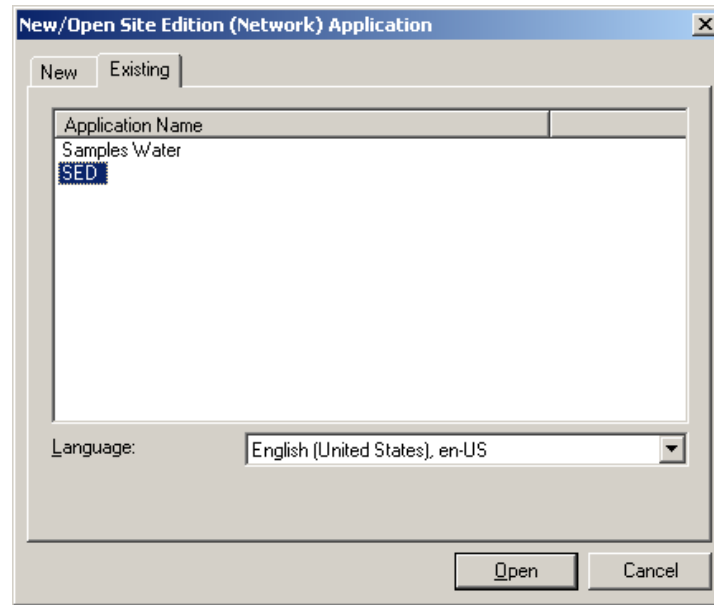 New/Open Site Edition (Network) Application
New Existing
Application Name
Samples Water
SED
Language: English (United States), en-US
Open Cancel